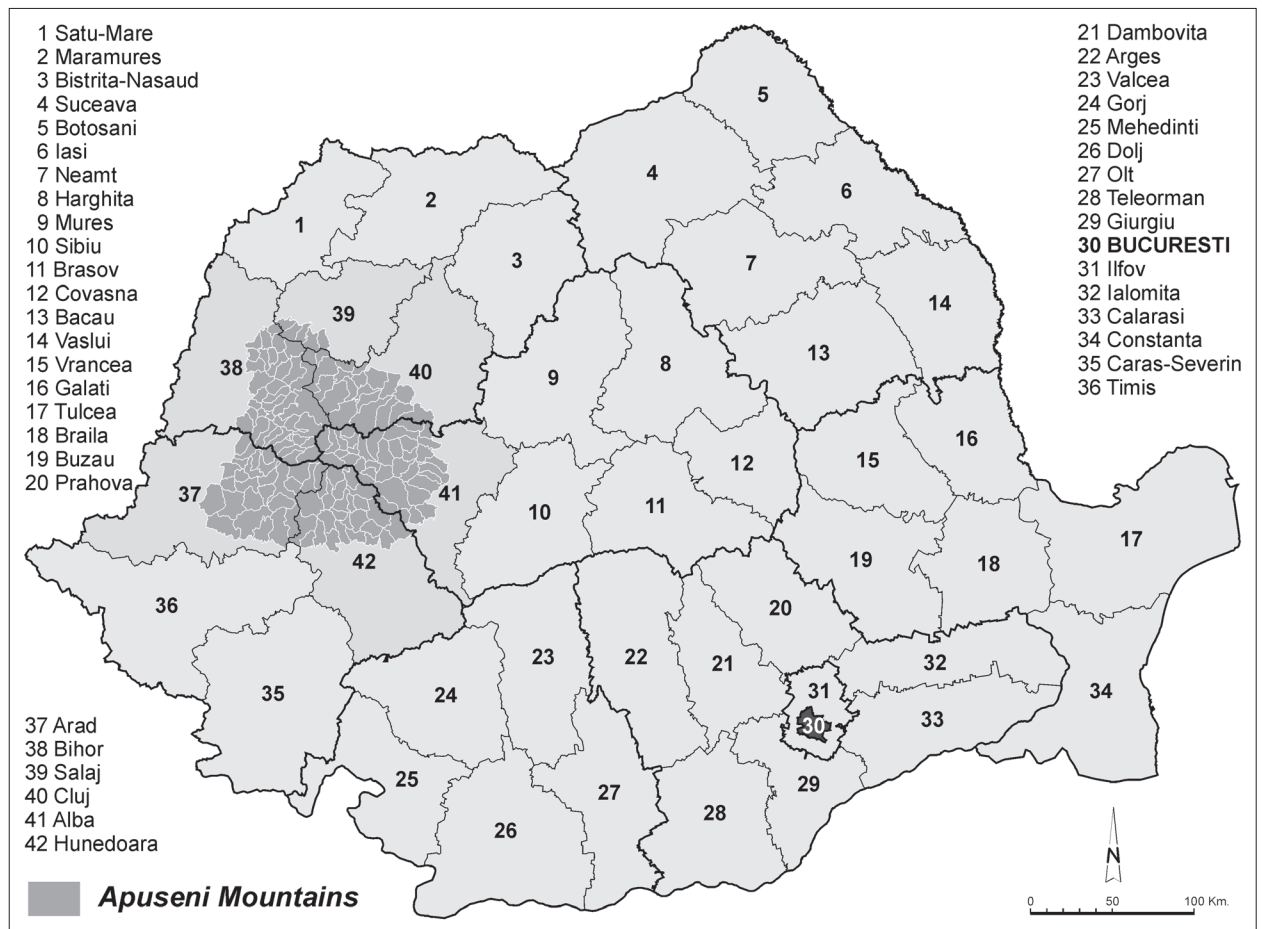 1 Satu-Mare
2 Maramures
3 Bistrita-Nasaud
4 Suceava
5 Botosani
6 Iasi
7 Neamt
8 Harghita
9 Mures
10 Sibiu
11 Brasov
12 Covasna
13 Bacau
14 Vaslui
15 Vrancea
16 Galati
17 Tulcea
18 Braila
19 Buzau
20 Prahova
21 Dambovita
22 Arges
23 Valcea
24 Gorj
25 Mehedinti
26 Dolj
27 Olt
28 Teleorman
29 Giurgiu
30 BUCURESTI
31 Ilfov
32 Ialomita
33 Calarasi
34 Constanta
35 Caras-Severin
36 Timis
5
4
6
2
1
3
7
14
39
13
38
40
9
8
16
15
12
37
41
11
10
17
19
18
42
36
20
23
22
21
32
31
34
35
24
33
30
25
29
27
28
26
37 Arad
38 Bihor
39 Salaj
40 Cluj
41 Alba
42 Hunedoara
Apuseni Mountains
N
0 50 100 Km.